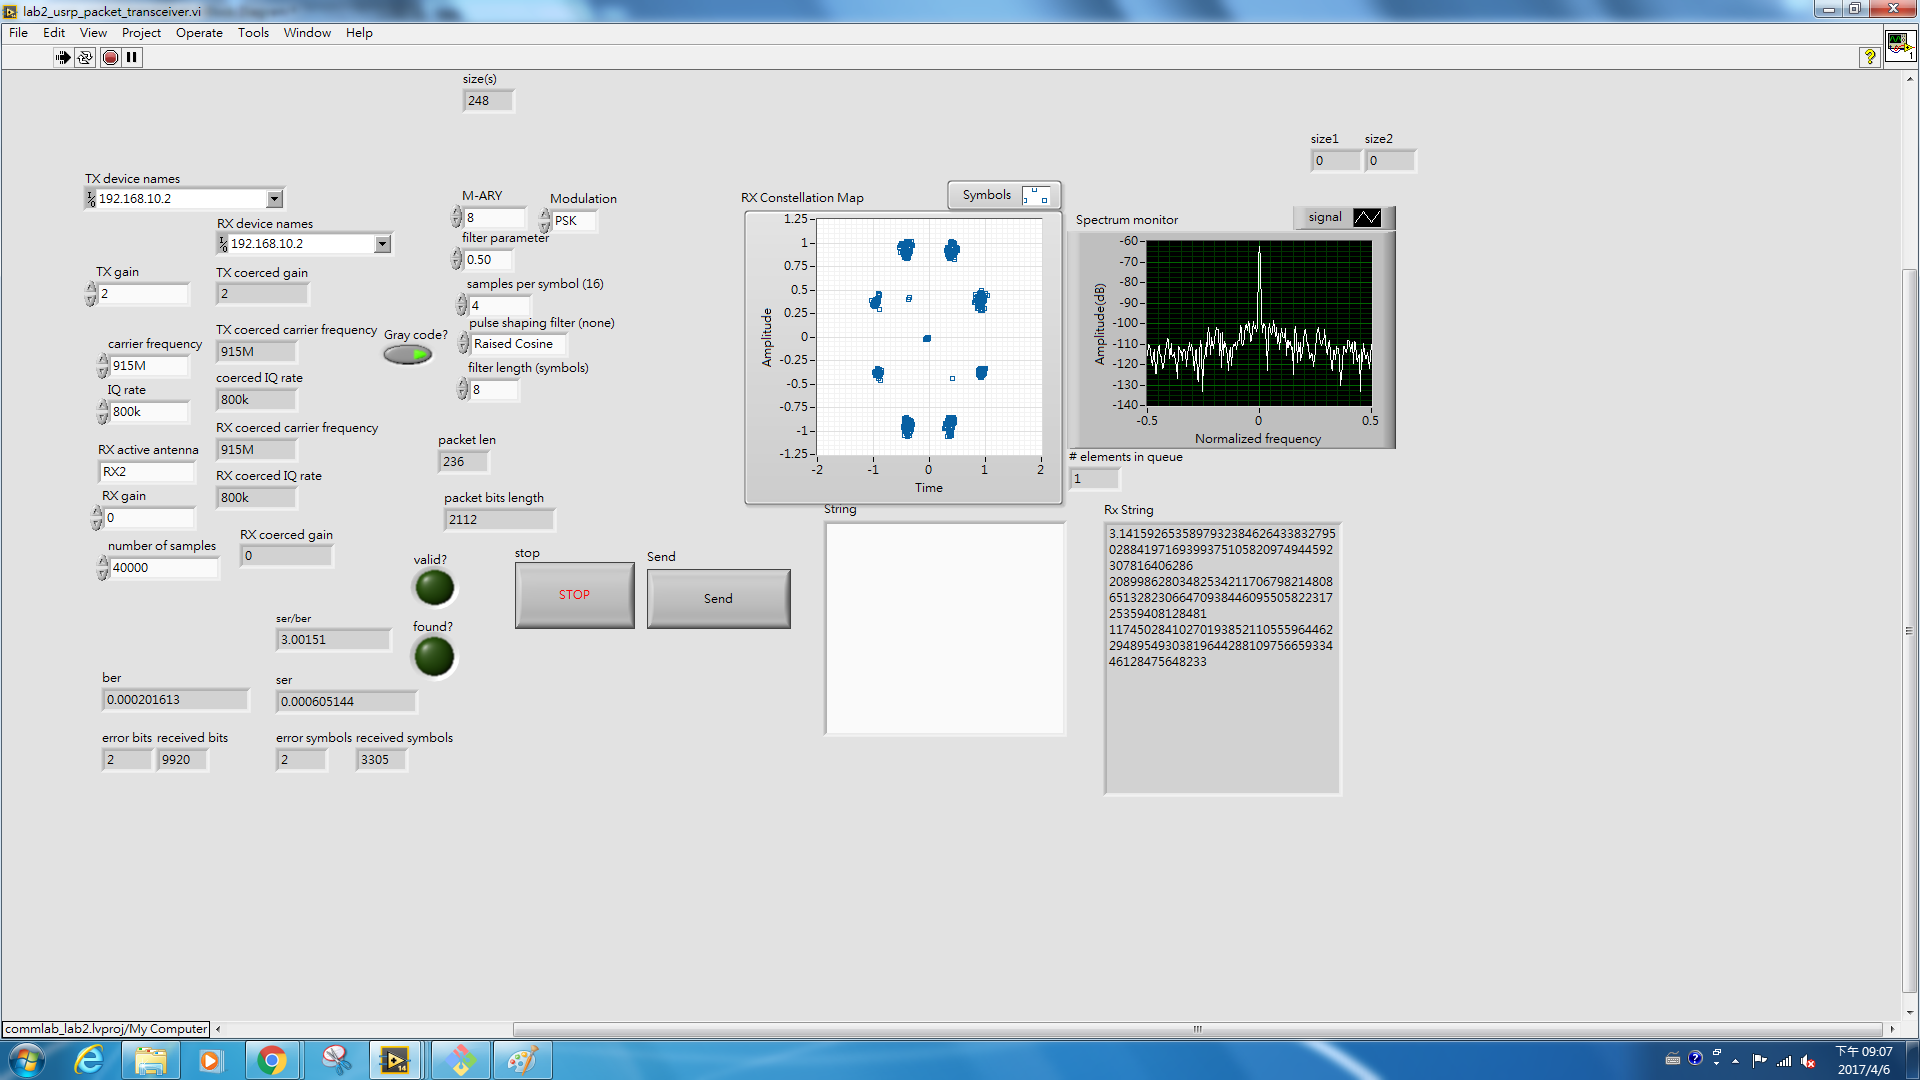 lab2_usrp_packet_transceiver.vi
File Edit View Project Operate Tools Window Help
size(s)
248
size1 size2
0 0
TX device names
192.168.10.2
RX device names
192.168.10.2
TX gain
2
TX coerced gain
2
carrier frequency
915M
TX coerced carrier frequency
915M
IQ rate
800k
coerced IQ rate
800k
RX coerced carrier frequency
915M
RX active antenna
RX2
RX coerced IQ rate
800k
RX gain
0
RX coerced gain
0
number of samples
40000
Gray code?
M-ARY
8
Modulation
PSK
filter parameter
0.50
samples per symbol (16)
4
pulse shaping filter (none)
Raised Cosine
filter length (symbols)
8
packet len
236
packet bits length
2112
valid?
found?
stop
STOP
Send
Send
ser/ber
3.00151
ber
0.000201613
ser
0.000605144
error bits received bits
2 9920
error symbols received symbols
2 3305
RX Constellation Map
Symbols
Amplitude
1.25
1
0.75
0.5
0.25
0
-0.25
-0.5
-0.75
-1
-1.25
-2 -1 0 1 2
Time
Spectrum monitor
signal
Amplitude(dB)
-60
-70
-80
-90
-100
-110
-120
-130
-140
-0.5 0 0.5
Normalized frequency
# elements in queue
1
String
Rx String
3.14159265358979323846264338327950
02884197169399375105820974944592
307816406286
20899862803482534211706798214808
65132823066470938446095505822317
25359408128481
11745028410270193852110555964462
29489549303819644288109756659334
46128475648233
commlab_lab2.lvproj/My Computer
下午 09:07
2017/4/6